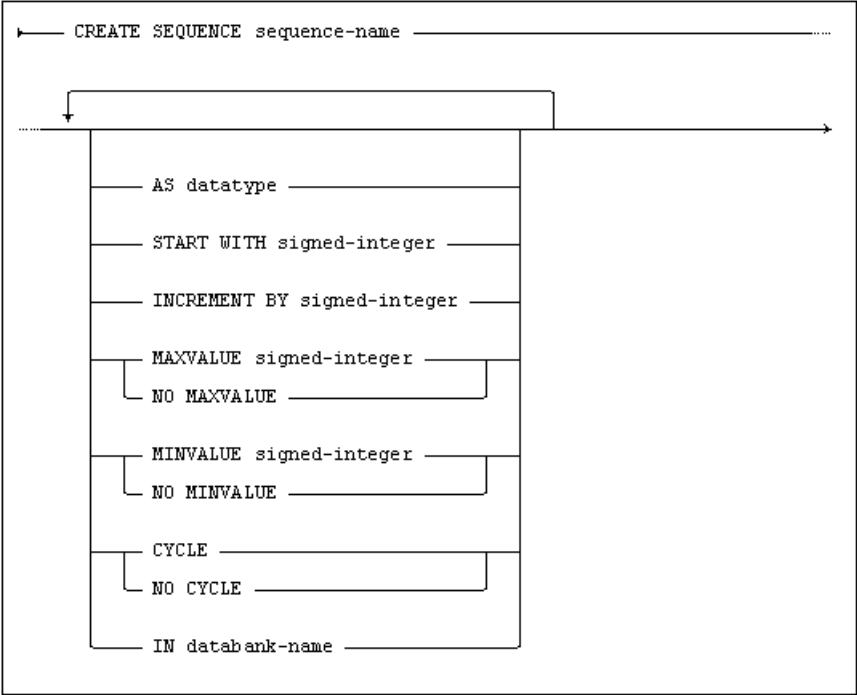 CREATE SEQUENCE sequence-name
AS datatype
START WITH signed-integer
INCREMENT BY signed-integer
MAXVALUE signed-integer
NO MAXVALUE
MINVALUE signed-integer
NO MINVALUE
CYCLE
NO CYCLE
IN databank-name